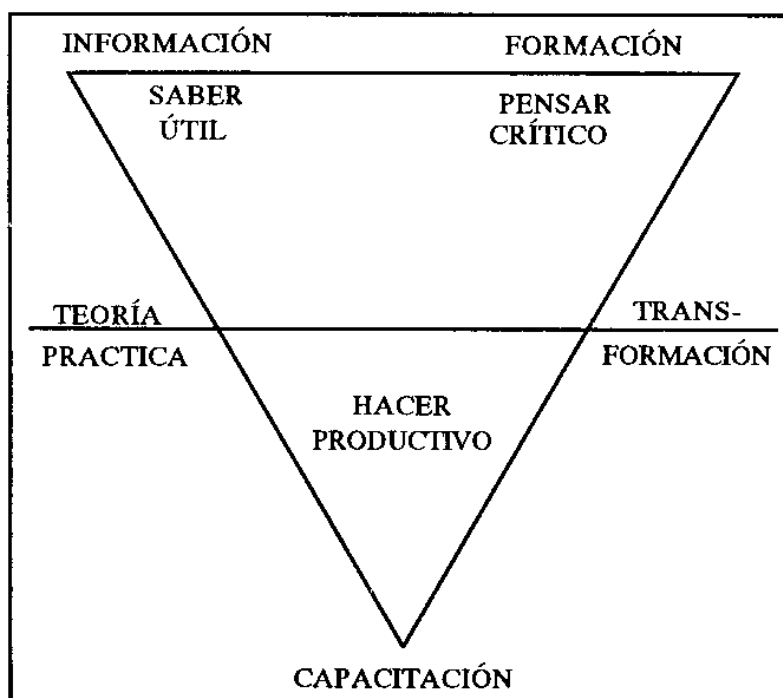 INFORMACIÓN FORMACIÓN
SABER PENSAR
ÚTIL CRÍTICO
TEORÍA TRANS-
PRACTICA FORMACIÓN
HACER
PRODUCTIVO
CAPACITACIÓN